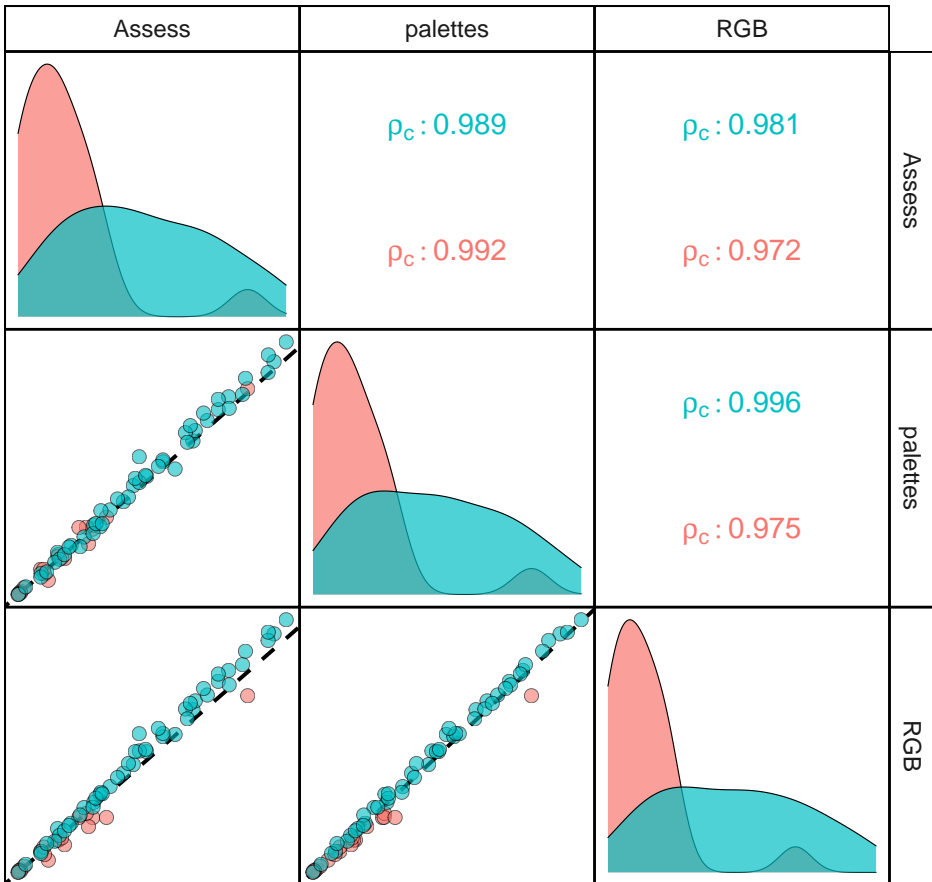 Assess palettes RGB
ρc : 0.989 ρc : 0.981
Assess
ρc : 0.992 ρc : 0.972
ρc : 0.996
palettes
ρc : 0.975
RGB